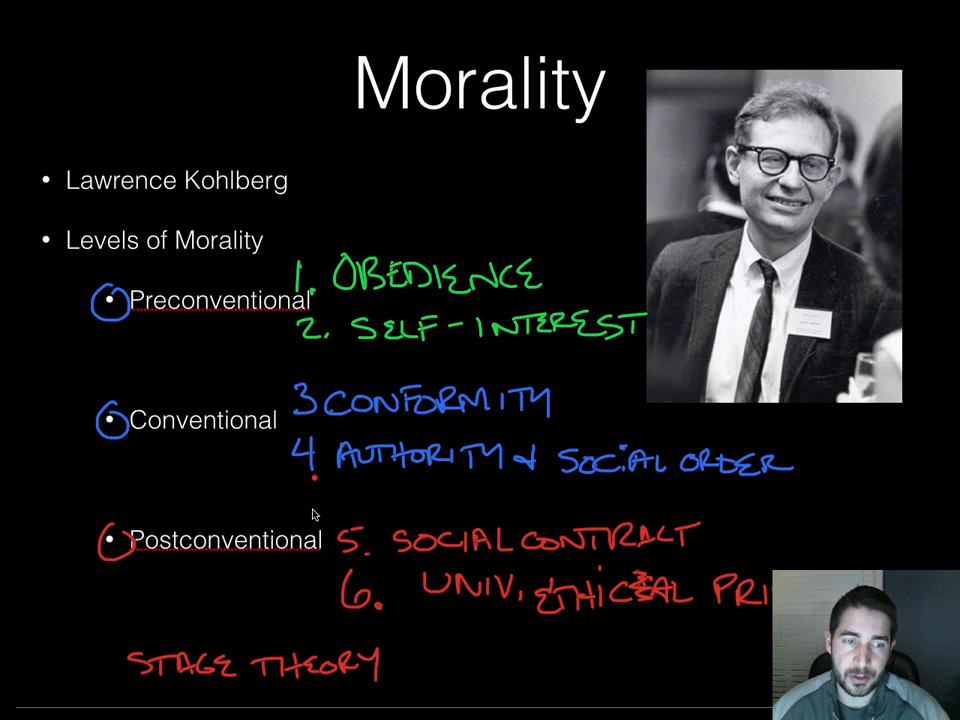 Morality
• Lawrence Kohlberg
• Levels of Morality
• Preconventional
1. OBEDIENCE
2. SELF-INTEREST
• Conventional
3 CONFORMITY
4 AUTHORITY & SOCIAL ORDER
• Postconventional
5. SOCIAL CONTRACT
6. UNIV. ETHICAL PRI
STAGE THEORY